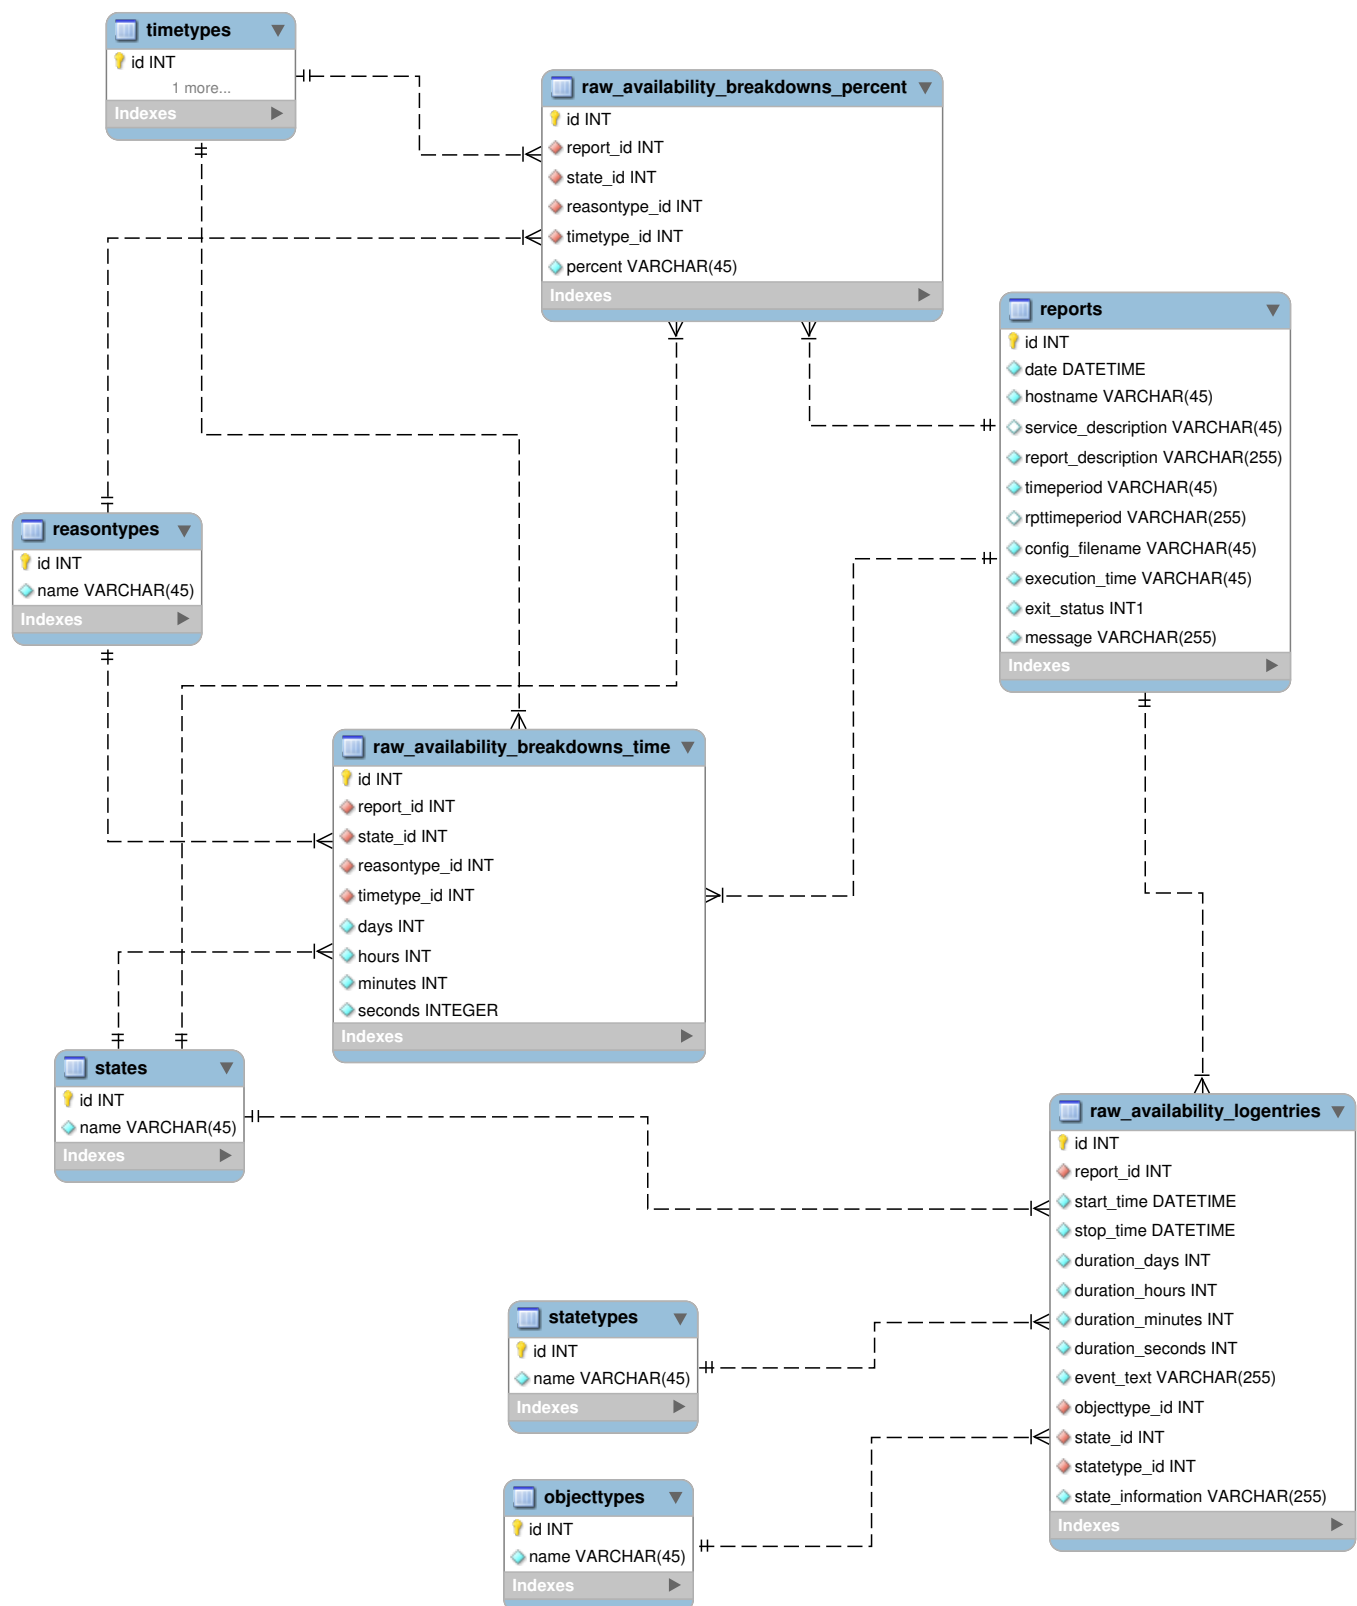 timetypes
id INT
1 more...
Indexes
raw_availability_breakdowns_percent
id INT
report_id INT
state_id INT
reasontype_id INT
timetype_id INT
percent VARCHAR(45)
Indexes
reports
id INT
date DATETIME
hostname VARCHAR(45)
service_description VARCHAR(45)
report_description VARCHAR(255)
timeperiod VARCHAR(45)
rpttimeperiod VARCHAR(255)
config_filename VARCHAR(45)
execution_time VARCHAR(45)
exit_status INT1
message VARCHAR(255)
Indexes
reasontypes
id INT
name VARCHAR(45)
Indexes
raw_availability_breakdowns_time
id INT
report_id INT
state_id INT
reasontype_id INT
timetype_id INT
days INT
hours INT
minutes INT
seconds INTEGER
Indexes
states
id INT
name VARCHAR(45)
Indexes
raw_availability_logentries
id INT
report_id INT
start_time DATETIME
stop_time DATETIME
duration_days INT
duration_hours INT
duration_minutes INT
duration_seconds INT
event_text VARCHAR(255)
objecttype_id INT
state_id INT
statetype_id INT
state_information VARCHAR(255)
Indexes
statetypes
id INT
name VARCHAR(45)
Indexes
objecttypes
id INT
name VARCHAR(45)
Indexes